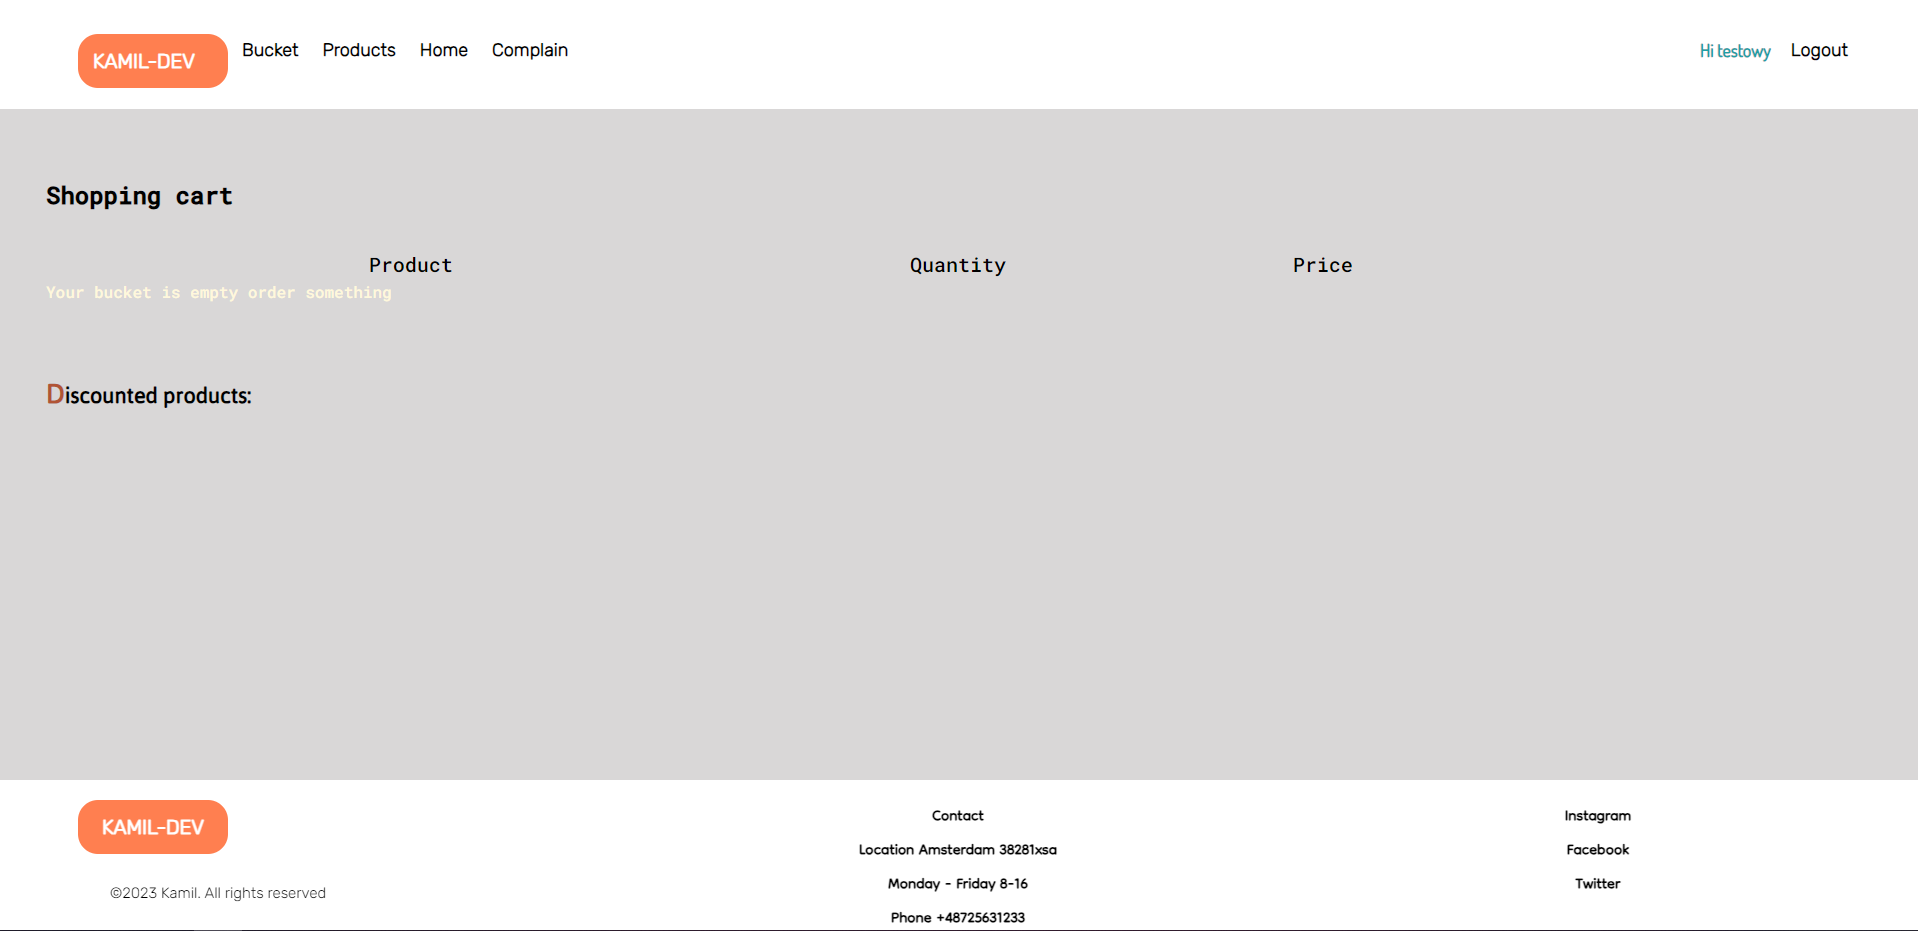 KAMIL-DEV Bucket Products Home Complain Hi testowy Logout
Shopping cart
Product Quantity Price
Your bucket is empty order something
Discounted products:
KAMIL-DEV
©2023 Kamil. All rights reserved
Contact
Location Amsterdam 38281xsa
Monday - Friday 8-16
Phone +48725631233
Instagram
Facebook
Twitter